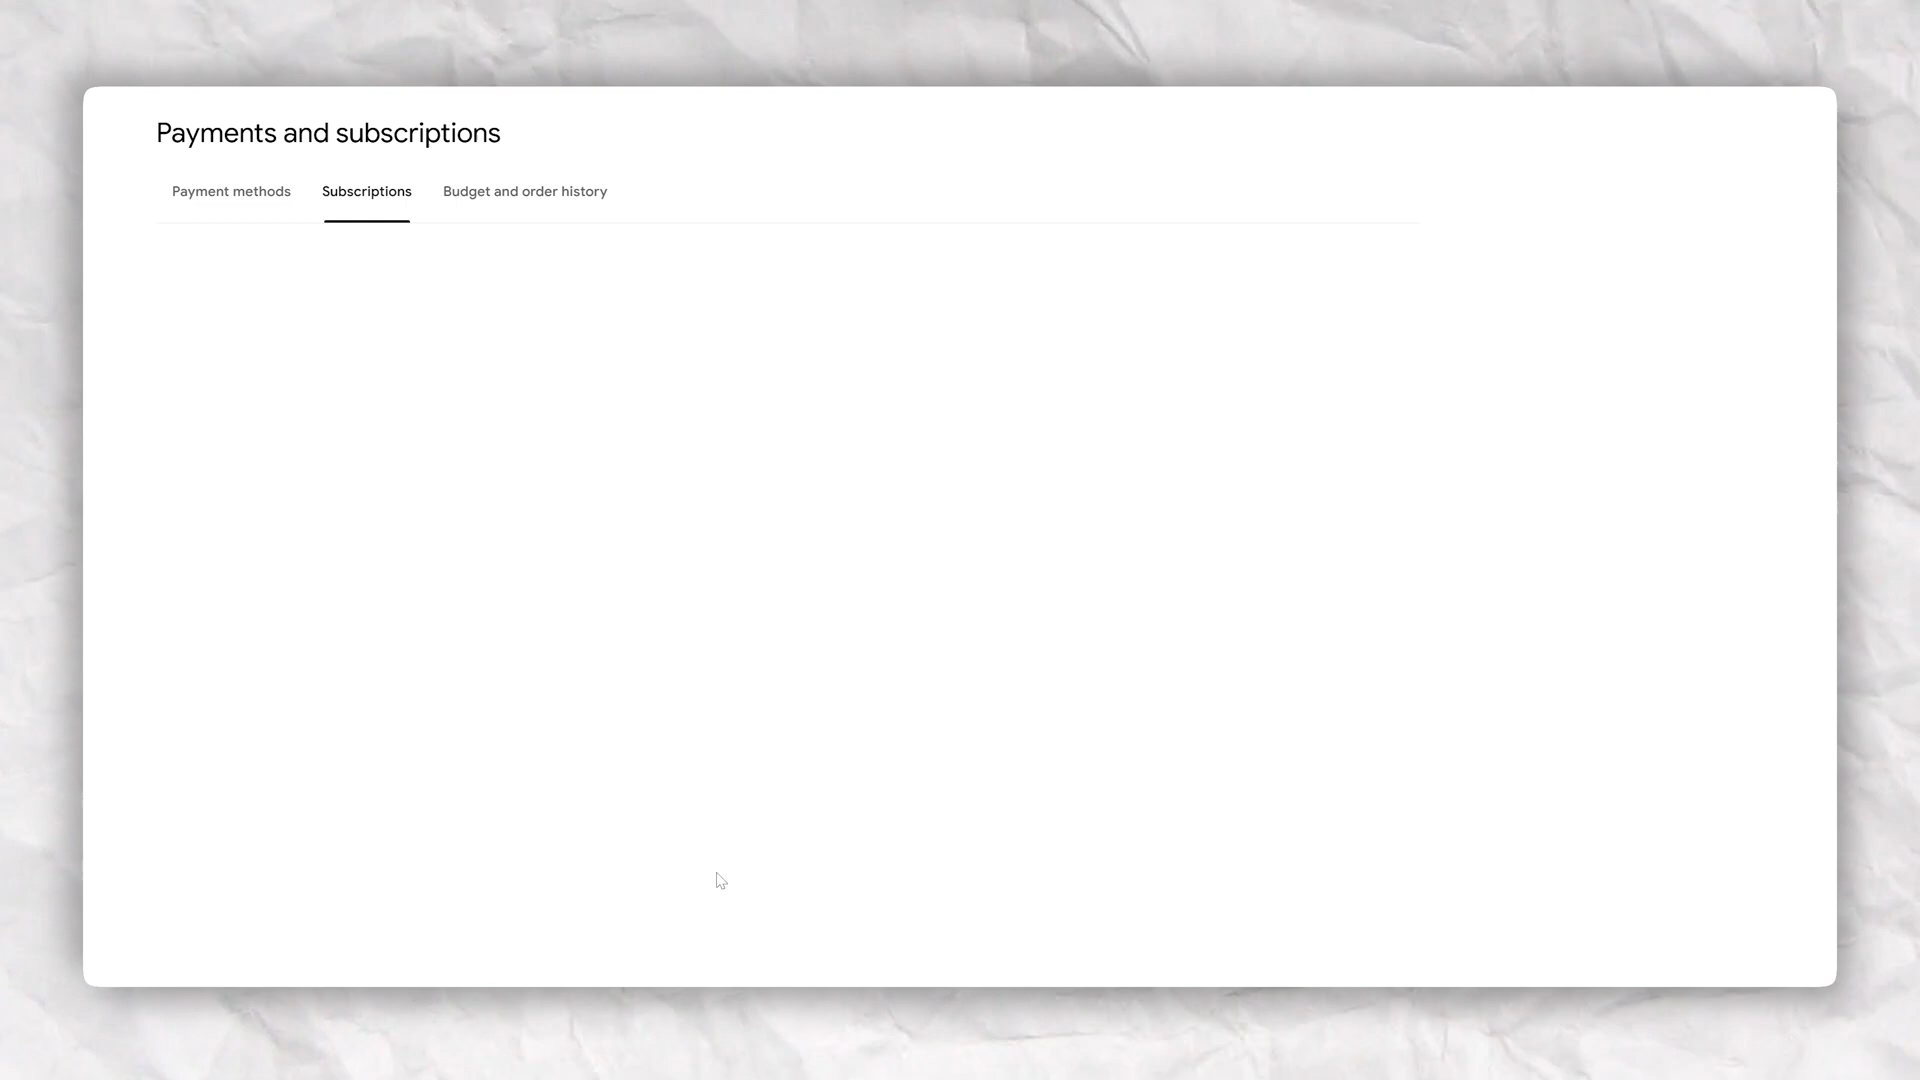 Payments and subscriptions
Payment methods Subscriptions Budget and order history